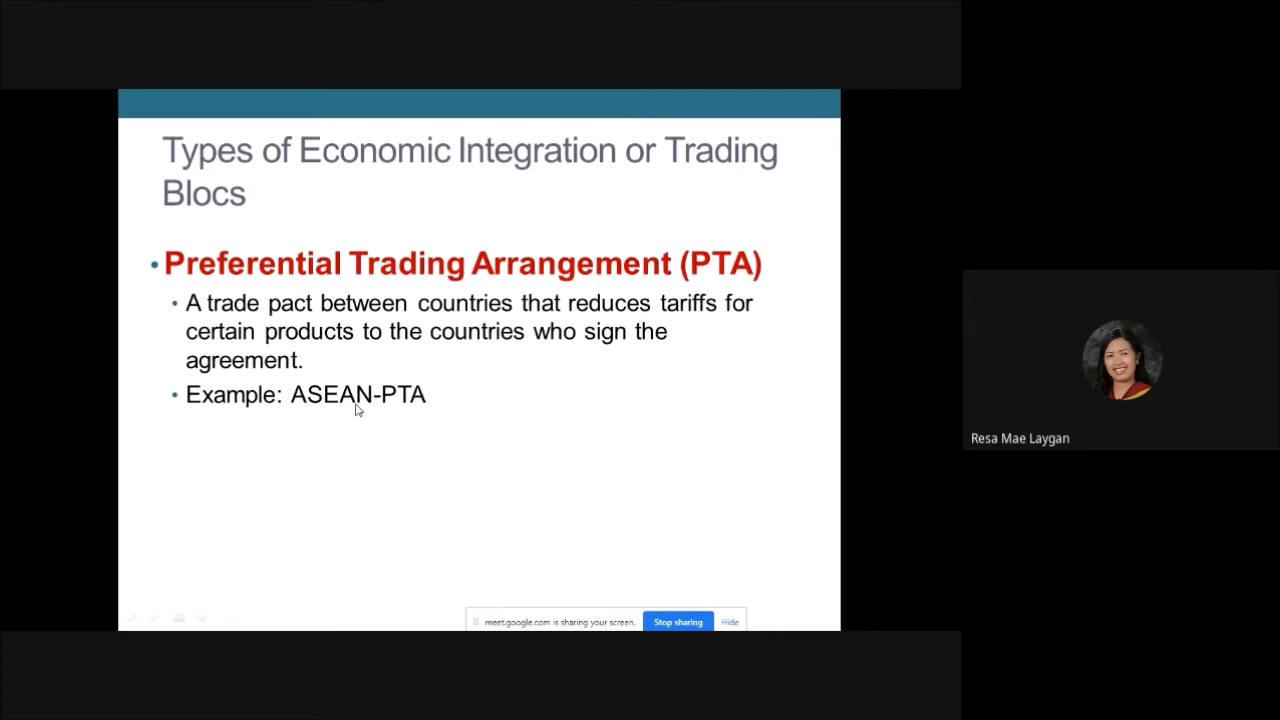 Types of Economic Integration or Trading
Blocs
• Preferential Trading Arrangement (PTA)
• A trade pact between countries that reduces tariffs for
certain products to the countries who sign the
agreement.
• Example: ASEAN-PTA
meet.google.com is sharing your screen.
Stop sharing
Hide
Resa Mae Laygan